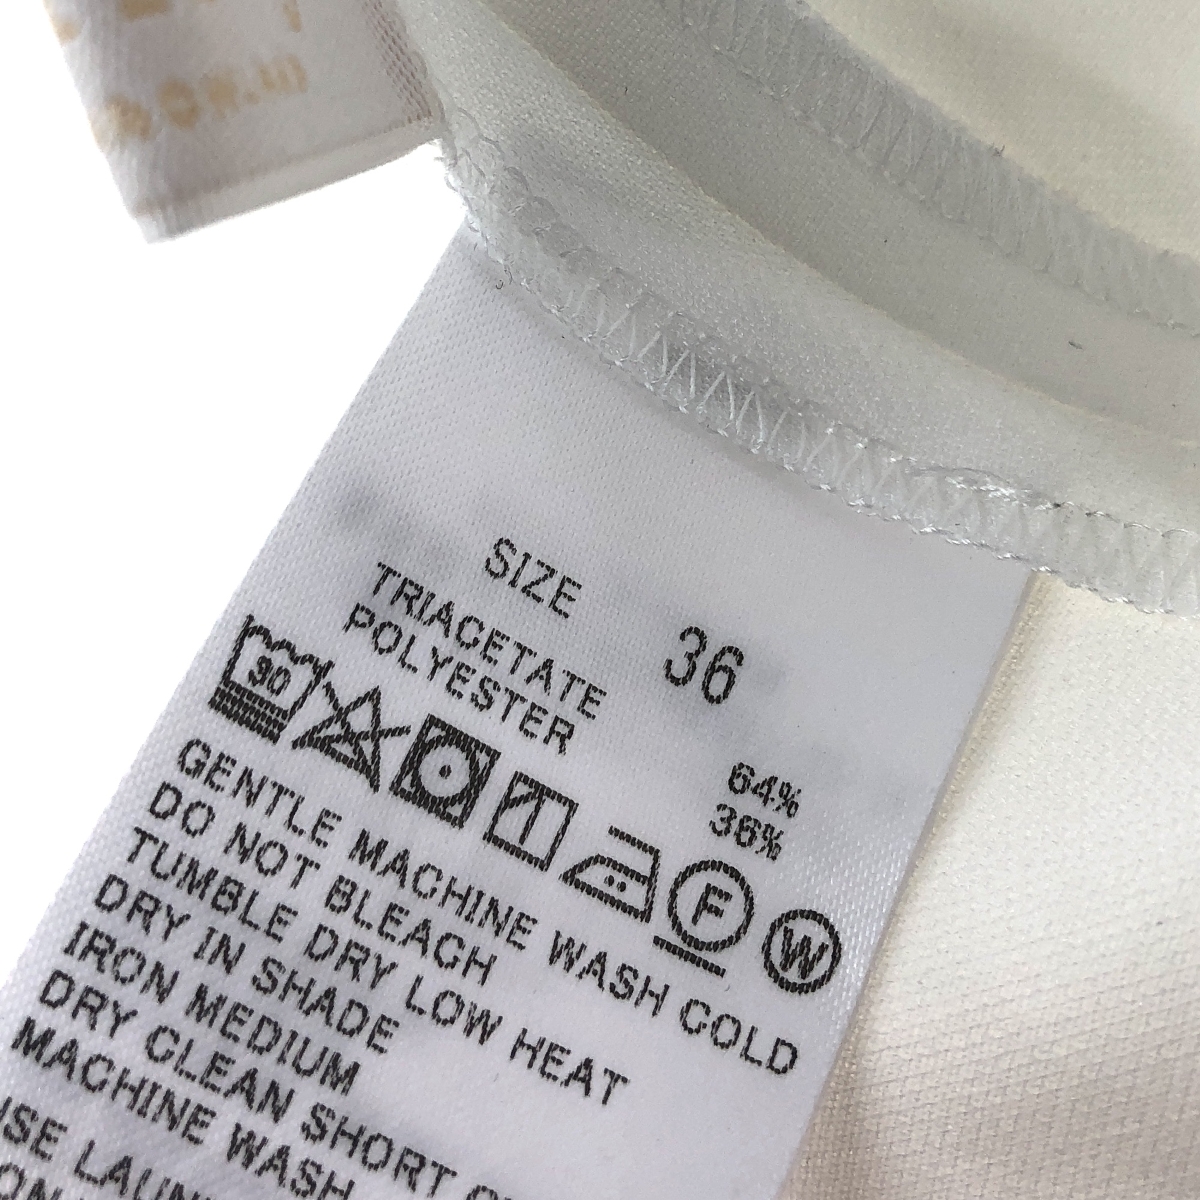 SIZE 36
TRIACETATE 64%
POLYESTER 36%
30 F W
GENTLE MACHINE WASH COLD
DO NOT BLEACH
TUMBLE DRY LOW HEAT
DRY IN SHADE
IRON MEDIUM
DRY CLEAN SHORT
MACHINE WASH